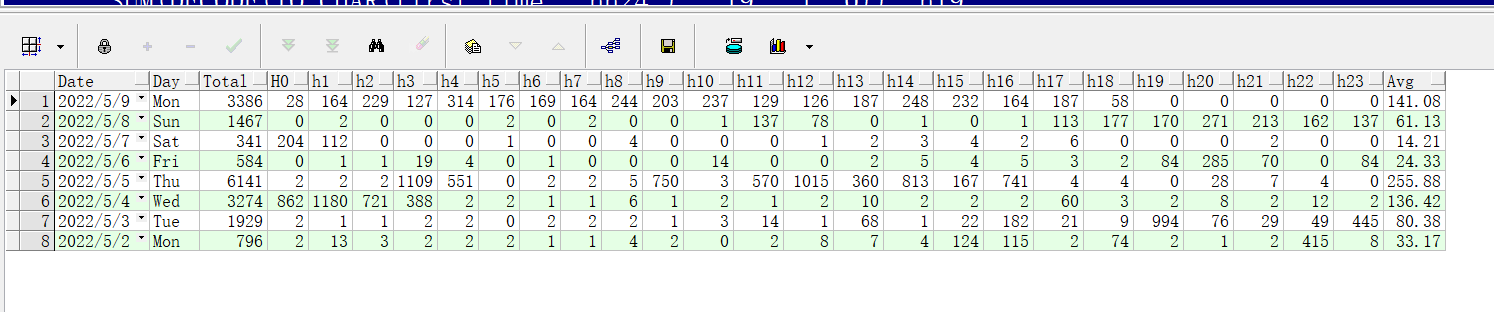 Date Day Total H0 h1 h2 h3 h4 h5 h6 h7 h8 h9 h10 h11 h12 h13 h14 h15 h16 h17 h18 h19 h20 h21 h22 h23 Avg
1 2022/5/9 Mon 3386 28 164 229 127 314 176 169 164 244 203 237 129 126 187 248 232 164 187 58 0 0 0 0 0 141.08
2 2022/5/8 Sun 1467 0 2 0 0 0 2 0 2 0 0 1 137 78 0 1 0 1 113 177 170 271 213 162 137 61.13
3 2022/5/7 Sat 341 204 112 0 0 0 1 0 0 4 0 0 0 1 2 3 4 2 6 0 0 0 2 0 0 14.21
4 2022/5/6 Fri 584 0 1 1 19 4 0 1 0 0 0 14 0 0 2 5 4 5 3 2 84 285 70 0 84 24.33
5 2022/5/5 Thu 6141 2 2 2 1109 551 0 2 2 5 750 3 570 1015 360 813 167 741 4 4 0 28 7 4 0 255.88
6 2022/5/4 Wed 3274 862 1180 721 388 2 2 1 1 6 1 2 1 2 10 2 2 2 60 3 2 8 2 12 2 136.42
7 2022/5/3 Tue 1929 2 1 1 2 2 0 2 2 2 1 3 14 1 68 1 22 182 21 9 994 76 29 49 445 80.38
8 2022/5/2 Mon 796 2 13 3 2 2 2 1 1 4 2 0 2 8 7 4 124 115 2 74 2 1 2 415 8 33.17